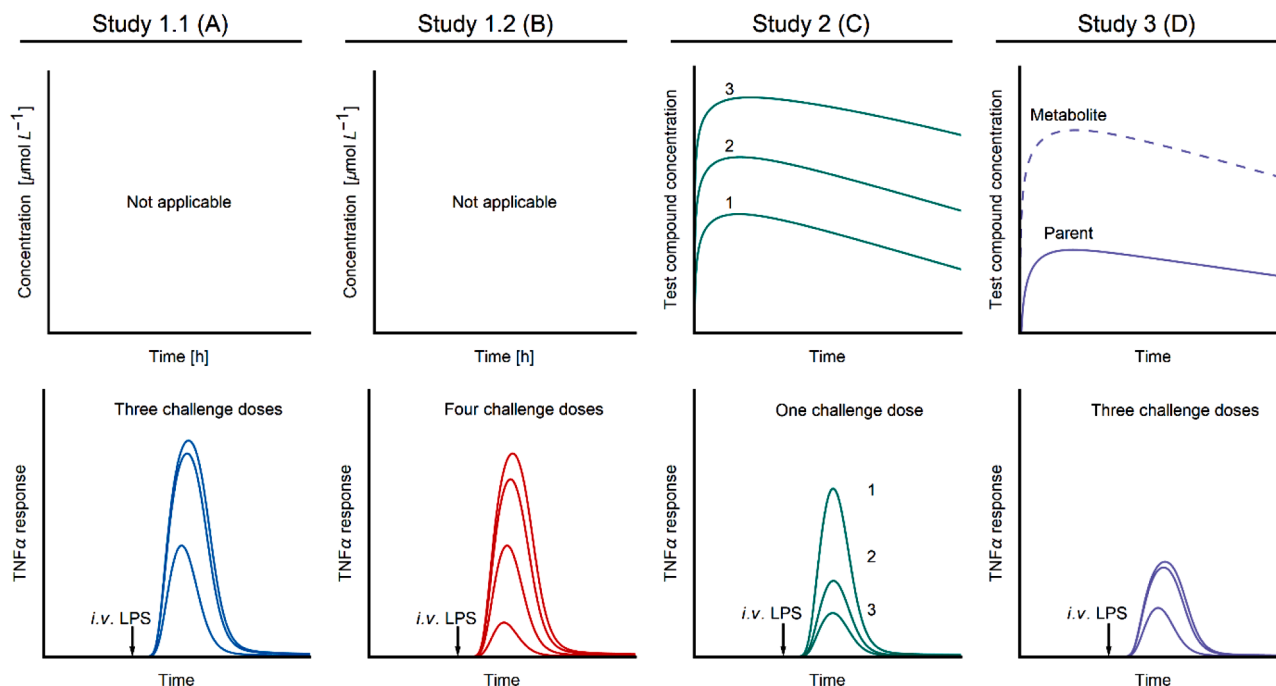 Study 1.1 (A)
Study 1.2 (B)
Study 2 (C)
Study 3 (D)
Concentration [μmol L⁻¹]
Not applicable
Time [h]
Concentration [μmol L⁻¹]
Not applicable
Time [h]
Test compound concentration
3
2
1
Time
Test compound concentration
Metabolite
Parent
Time
TNFα response
Three challenge doses
i.v. LPS
Time
TNFα response
Four challenge doses
i.v. LPS
Time
TNFα response
One challenge dose
1
2
3
i.v. LPS
Time
TNFα response
Three challenge doses
i.v. LPS
Time